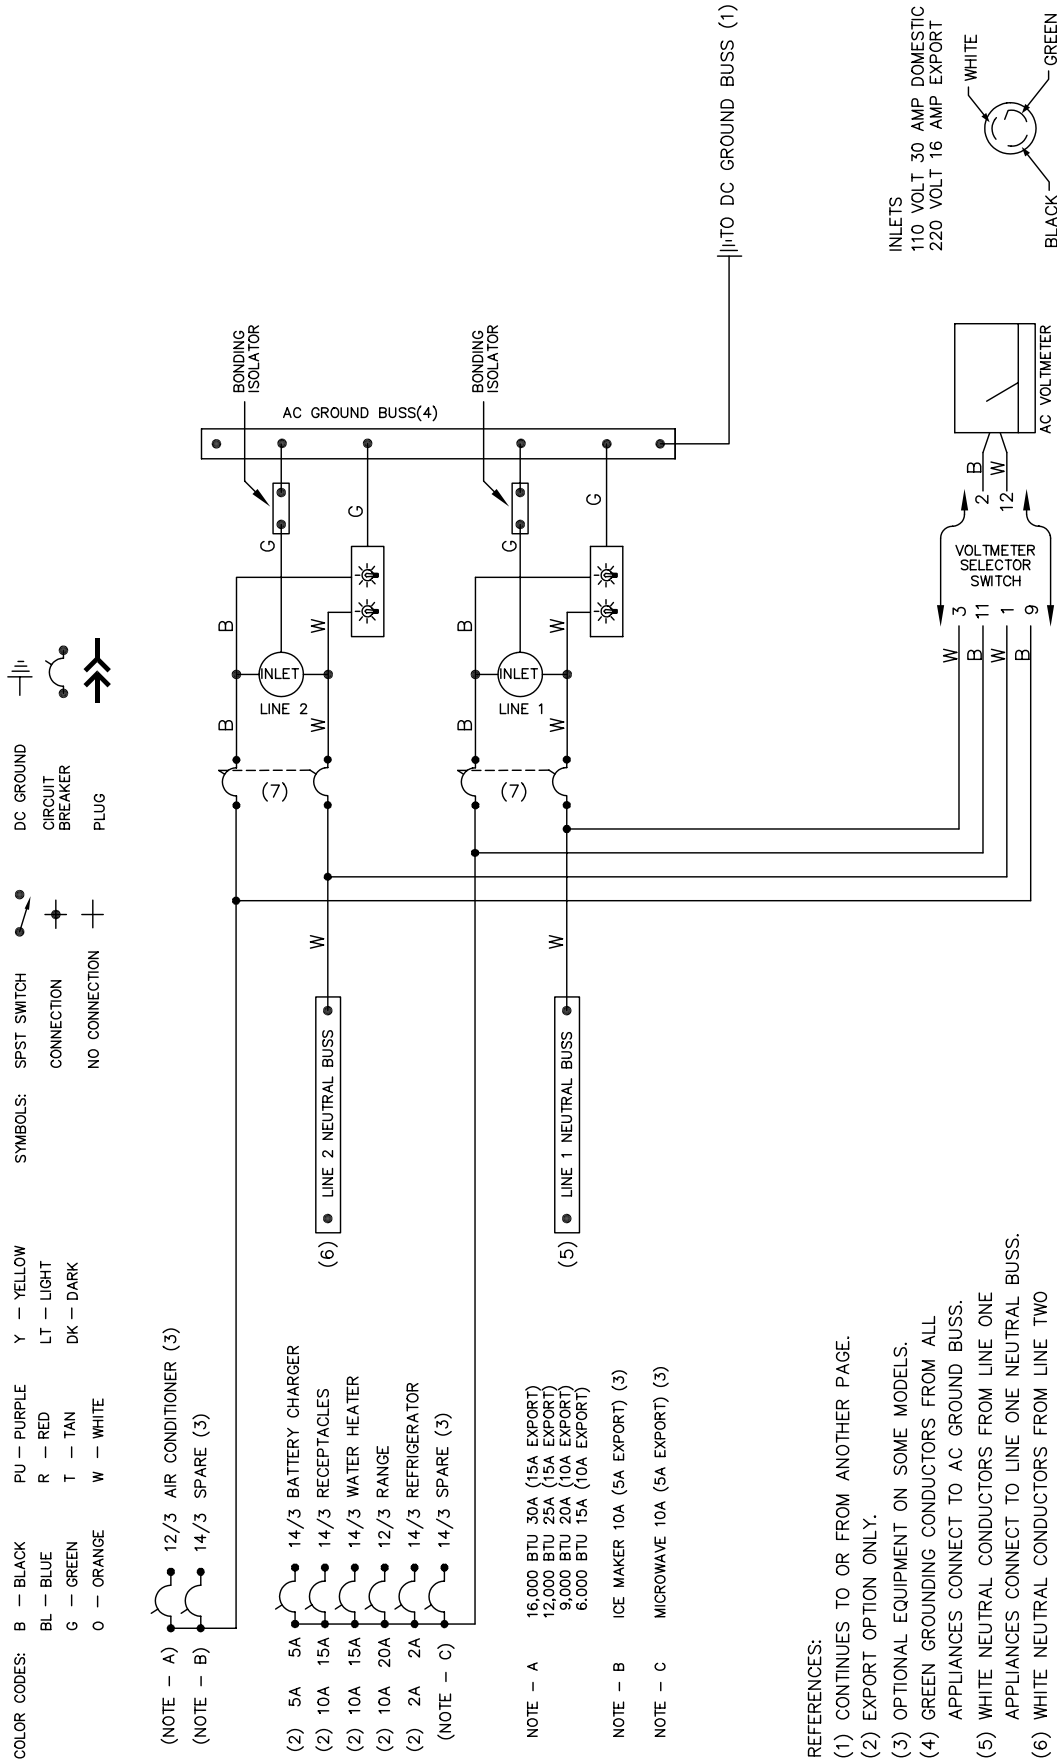 COLOR CODES:
B – BLACK
PU – PURPLE
Y – YELLOW
BL – BLUE
R – RED
LT – LIGHT
G – GREEN
T – TAN
DK – DARK
O – ORANGE
W – WHITE
SYMBOLS:
SPST SWITCH
DC GROUND
CONNECTION
CIRCUIT
BREAKER
NO CONNECTION
PLUG
(NOTE – A)
12/3 AIR CONDITIONER (3)
(NOTE – B)
14/3 SPARE (3)
(2) 5A 5A 14/3 BATTERY CHARGER
(2) 10A 15A 14/3 RECEPTACLES
(2) 10A 15A 14/3 WATER HEATER
(2) 10A 20A 12/3 RANGE
(2) 2A 2A 14/3 REFRIGERATOR
(NOTE – C) 14/3 SPARE (3)
NOTE – A
16,000 BTU 30A (15A EXPORT)
12,000 BTU 25A (15A EXPORT)
9,000 BTU 20A (10A EXPORT)
6.000 BTU 15A (10A EXPORT)
NOTE – B ICE MAKER 10A (5A EXPORT) (3)
NOTE – C MICROWAVE 10A (5A EXPORT) (3)
REFERENCES:
(1) CONTINUES TO OR FROM ANOTHER PAGE.
(2) EXPORT OPTION ONLY.
(3) OPTIONAL EQUIPMENT ON SOME MODELS.
(4) GREEN GROUNDING CONDUCTORS FROM ALL
APPLIANCES CONNECT TO AC GROUND BUSS.
(5) WHITE NEUTRAL CONDUCTORS FROM LINE ONE
APPLIANCES CONNECT TO LINE ONE NEUTRAL BUSS.
(6) WHITE NEUTRAL CONDUCTORS FROM LINE TWO
(6)
LINE 2 NEUTRAL BUSS
W
(7)
B
W
INLET
LINE 2
B
W
G
G
BONDING
ISOLATOR
AC GROUND BUSS(4)
(5)
LINE 1 NEUTRAL BUSS
W
(7)
B
W
INLET
LINE 1
B
W
G
G
BONDING
ISOLATOR
TO DC GROUND BUSS (1)
W
B
W
B
3
11
1
9
VOLTMETER
SELECTOR
SWITCH
2
12
B
W
AC VOLTMETER
INLETS
110 VOLT 30 AMP DOMESTIC
220 VOLT 16 AMP EXPORT
WHITE
BLACK
GREEN